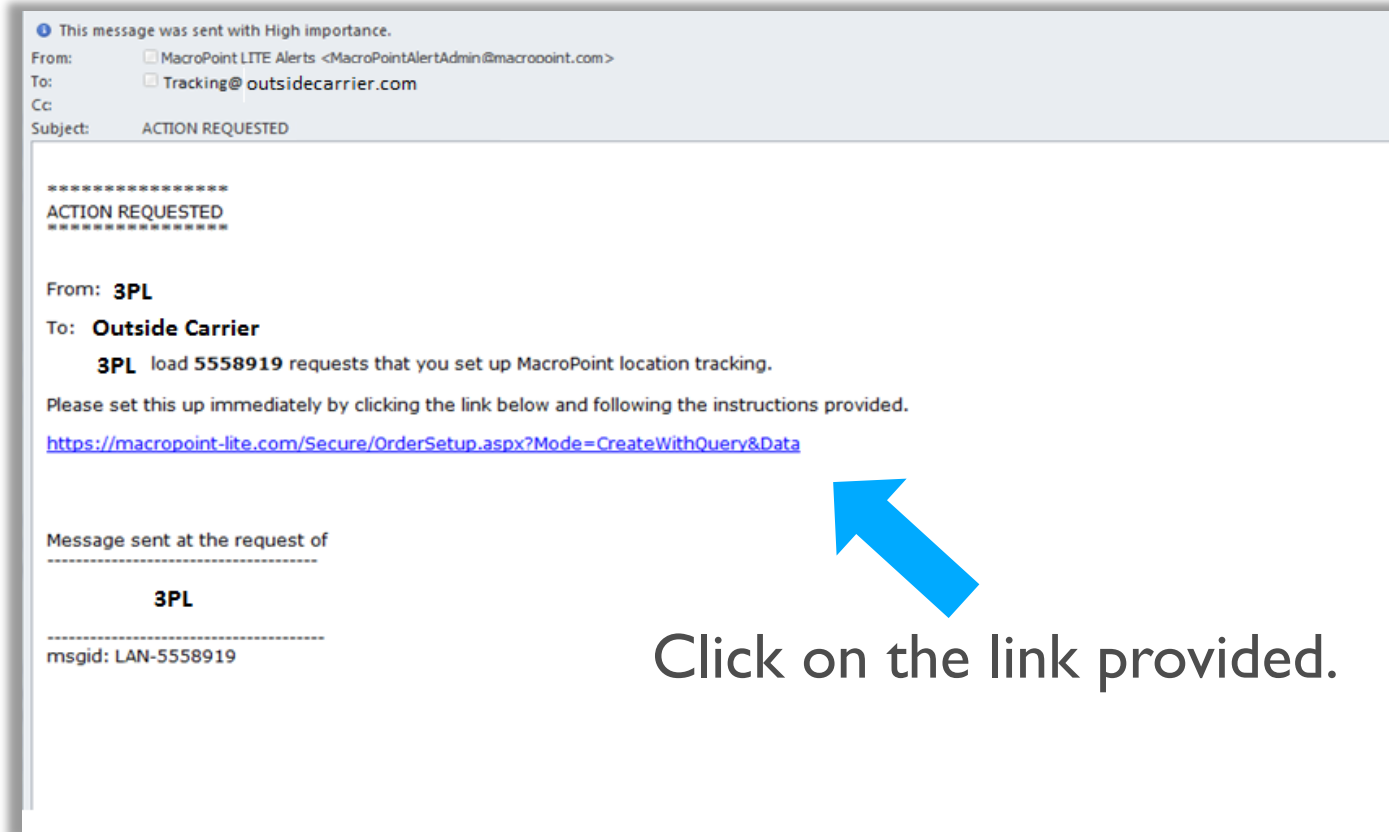 This message was sent with High importance.
From: MacroPoint LITE Alerts <MacroPointAlertAdmin@macropoint.com>
To: Tracking@ outsidecarrier.com
Cc:
Subject: ACTION REQUESTED
****************
ACTION REQUESTED
****************
From: 3PL
To: Outside Carrier
3PL load 5558919 requests that you set up MacroPoint location tracking.
Please set this up immediately by clicking the link below and following the instructions provided.
https://macropoint-lite.com/Secure/OrderSetup.aspx?Mode=CreateWithQuery&Data
Message sent at the request of
--------------------------------------
3PL
---------------------------------------
msgid: LAN-5558919
Click on the link provided.